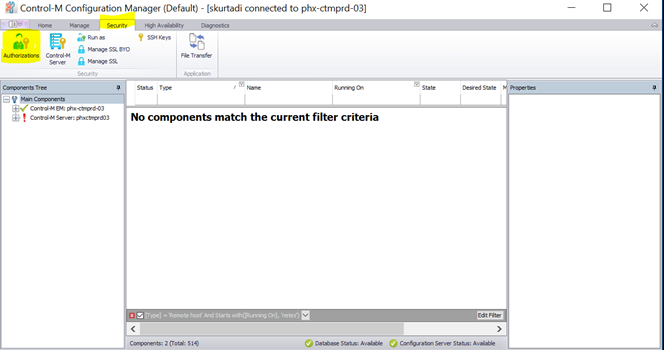 Control-M Configuration Manager (Default) - [skurtadi connected to phx-ctmprd-03]
Home Manage Security High Availability Diagnostics
Authorizations
Control-M Server
Run as
Manage SSL BYO
Manage SSL
SSH Keys
Security
File Transfer
Application
Components Tree
Main Components
Control-M EM: phx-ctmprd-03
Control-M Server: phxctmprd03
Status Type Name Running On State Desired State M
No components match the current filter criteria
[Type] = 'Remote host' And Starts with([Running On], 'netes')
Edit Filter
Components: 2 (Total: 514) Database Status: Available Configuration Server Status: Available
Properties